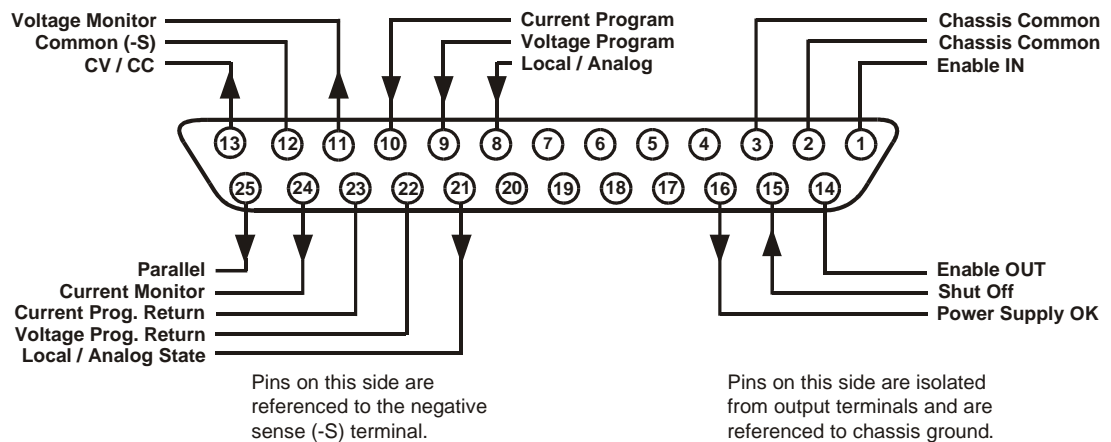 Voltage Monitor
Common (-S)
CV / CC
Current Program
Voltage Program
Local / Analog
Chassis Common
Chassis Common
Enable IN
13 12 11 10 9 8 7 6 5 4 3 2 1
25 24 23 22 21 20 19 18 17 16 15 14
Parallel
Current Monitor
Current Prog. Return
Voltage Prog. Return
Local / Analog State
Enable OUT
Shut Off
Power Supply OK
Pins on this side are
referenced to the negative
sense (-S) terminal.
Pins on this side are isolated
from output terminals and are
referenced to chassis ground.